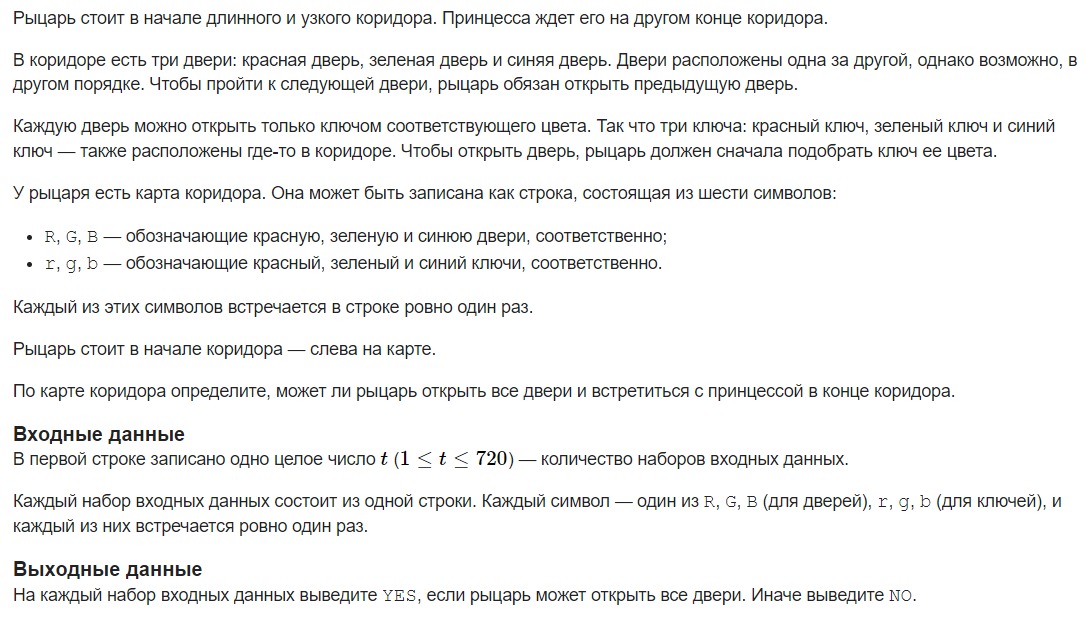 Рыцарь стоит в начале длинного и узкого коридора. Принцесса ждет его на другом конце коридора.
В коридоре есть три двери: красная дверь, зеленая дверь и синяя дверь. Двери расположены одна за другой, однако возможно, в
другом порядке. Чтобы пройти к следующей двери, рыцарь обязан открыть предыдущую дверь.
Каждую дверь можно открыть только ключом соответствующего цвета. Так что три ключа: красный ключ, зеленый ключ и синий
ключ — также расположены где-то в коридоре. Чтобы открыть дверь, рыцарь должен сначала подобрать ключ ее цвета.
У рыцаря есть карта коридора. Она может быть записана как строка, состоящая из шести символов:
• R, G, B — обозначающие красную, зеленую и синюю двери, соответственно;
• r, g, b — обозначающие красный, зеленый и синий ключи, соответственно.
Каждый из этих символов встречается в строке ровно один раз.
Рыцарь стоит в начале коридора — слева на карте.
По карте коридора определите, может ли рыцарь открыть все двери и встретиться с принцессой в конце коридора.
Входные данные
В первой строке записано одно целое число t (1 ≤ t ≤ 720) — количество наборов входных данных.
Каждый набор входных данных состоит из одной строки. Каждый символ — один из R, G, B (для дверей), r, g, b (для ключей), и
каждый из них встречается ровно один раз.
Выходные данные
На каждый набор входных данных выведите YES, если рыцарь может открыть все двери. Иначе выведите NO.